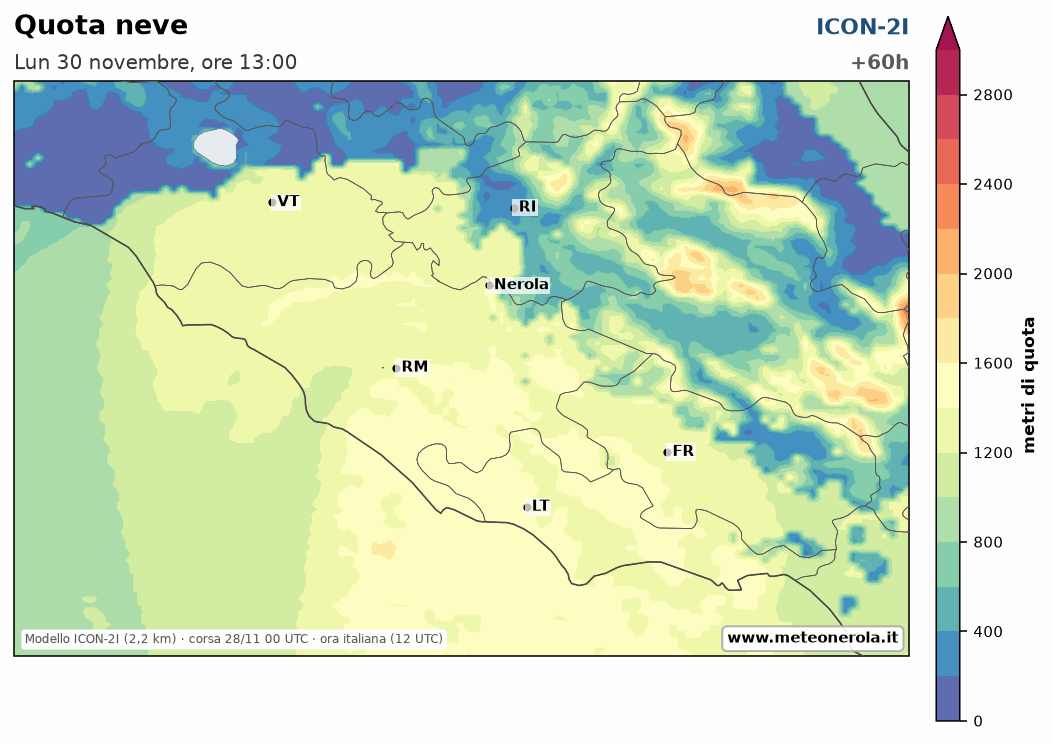 Quota neve
ICON-2I
Lun 30 novembre, ore 13:00
+60h
VT
RI
Nerola
RM
FR
LT
Modello ICON-2I (2,2 km) · corsa 28/11 00 UTC · ora italiana (12 UTC)
www.meteonerola.it
2800
2400
2000
1600
1200
800
400
0
metri di quota